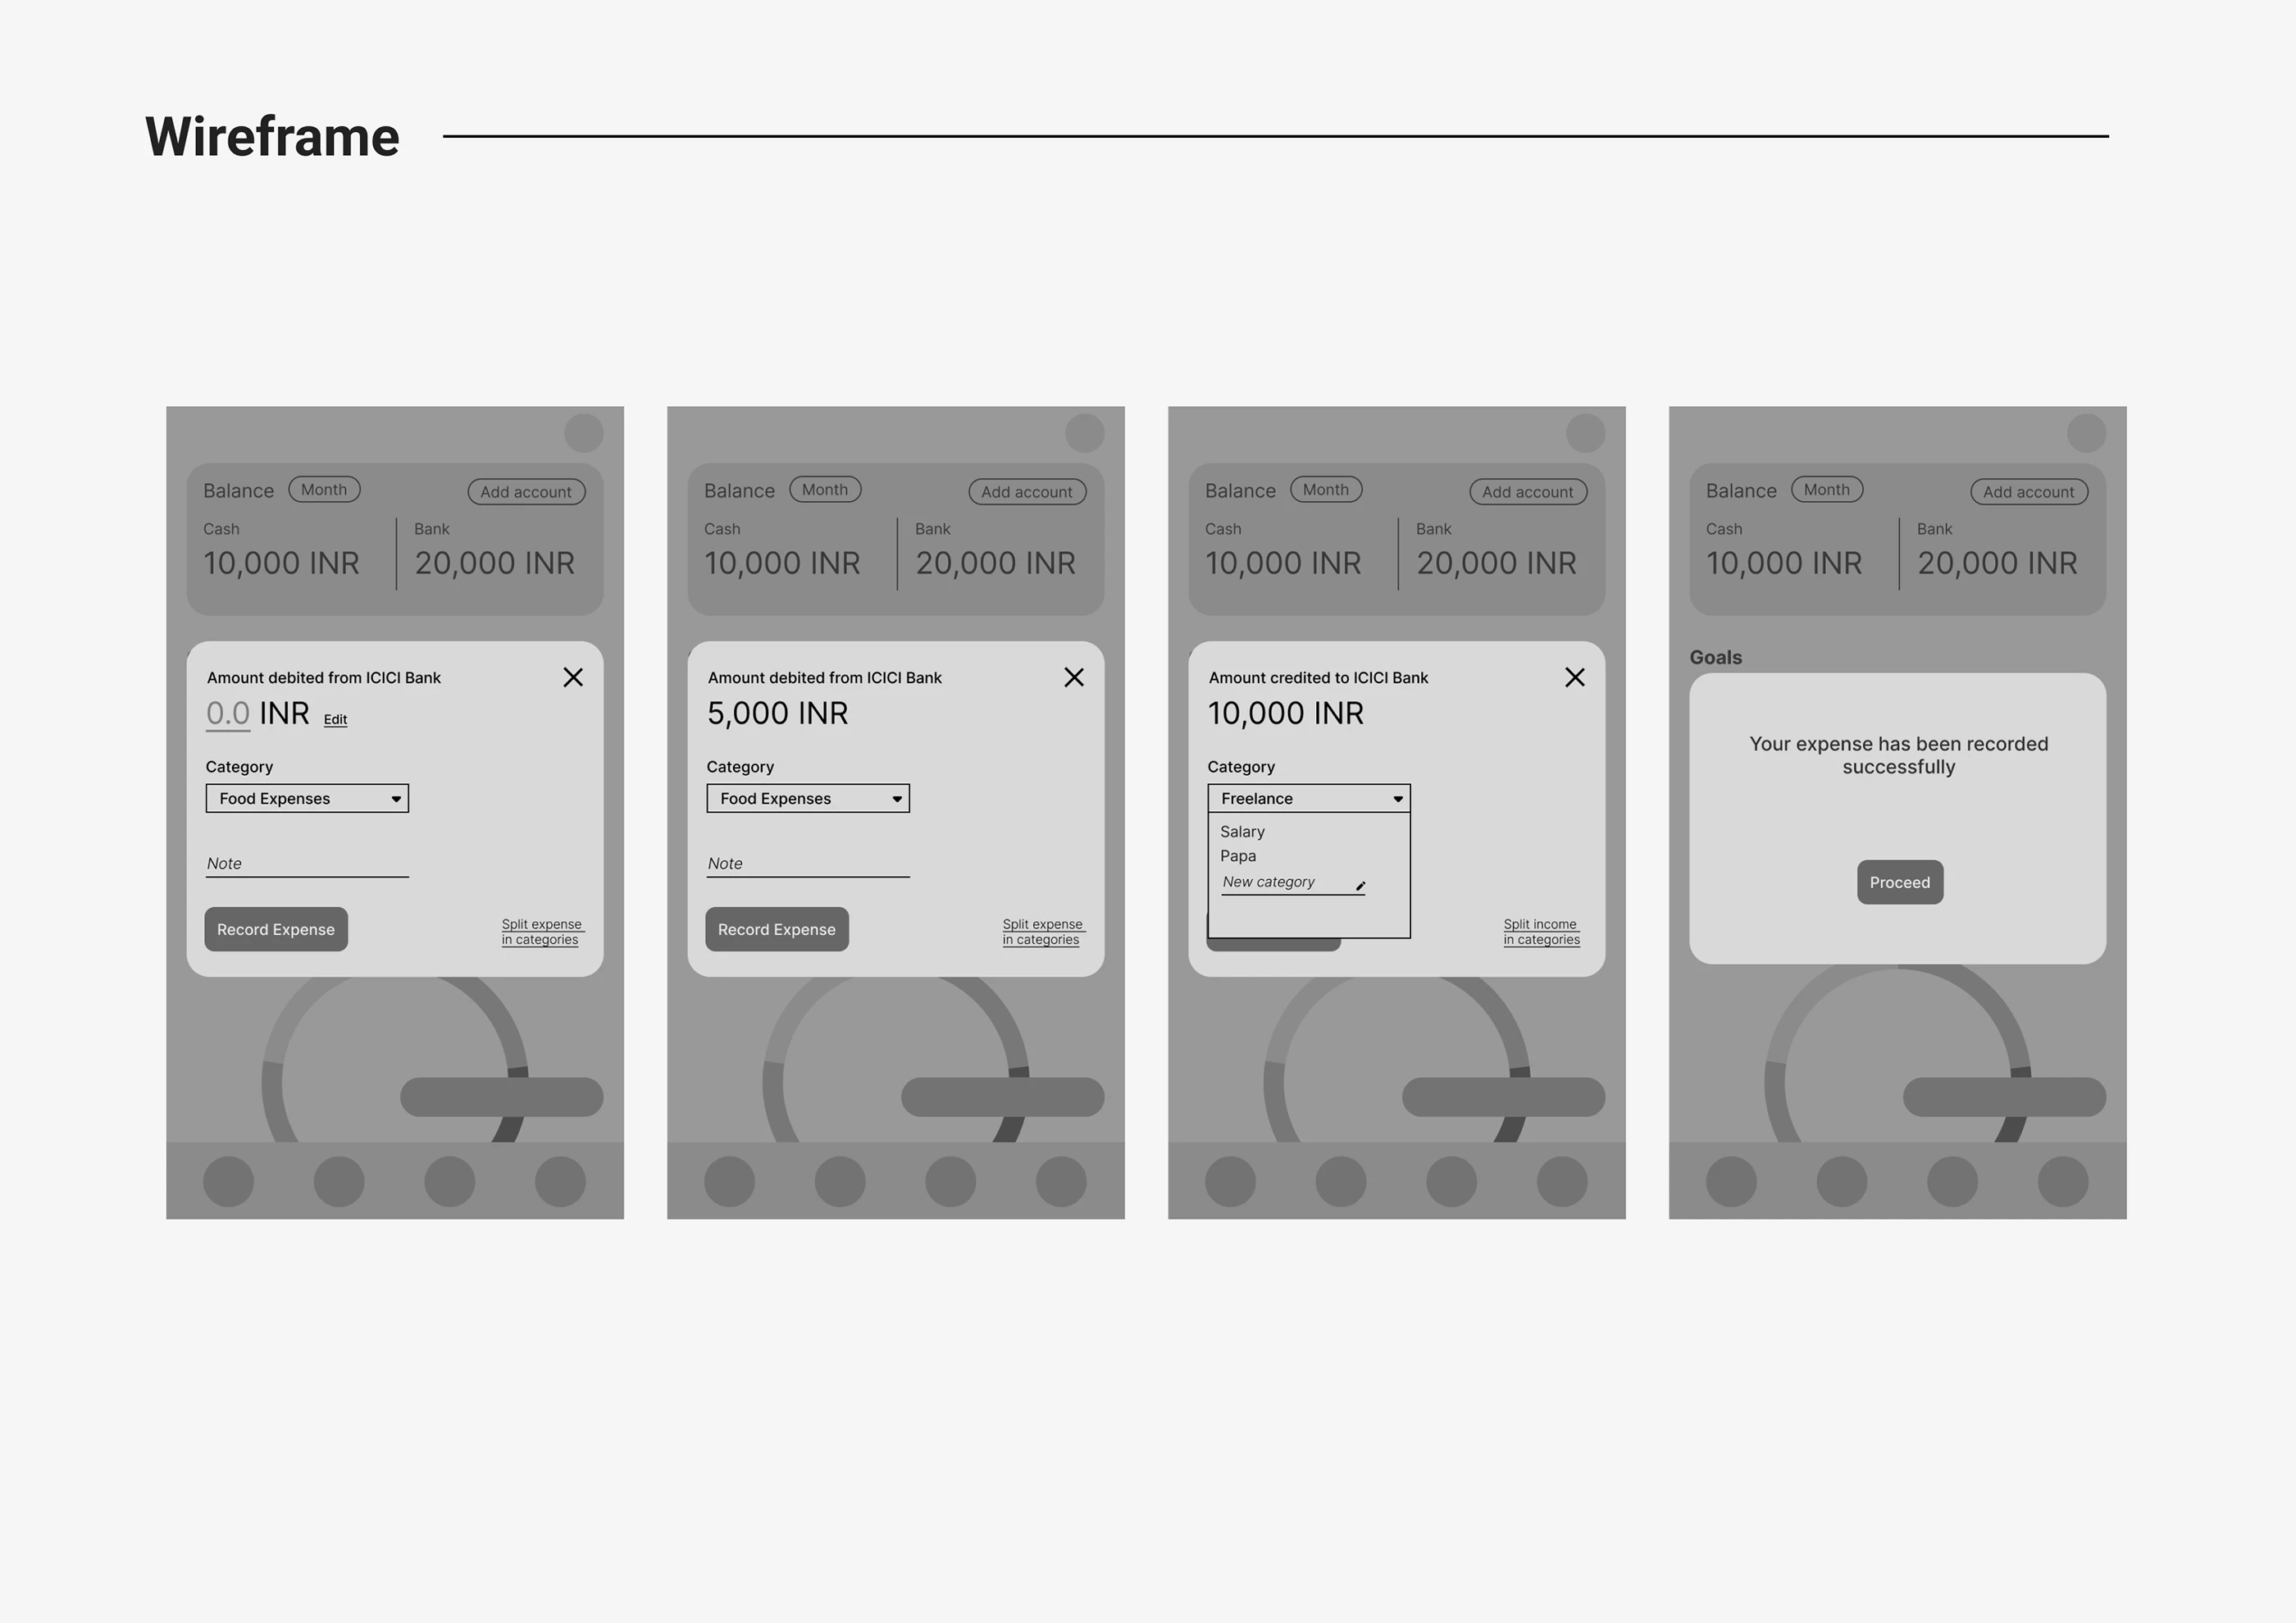 Wireframe
Balance
Month
Add account
Cash
Bank
10,000 INR
20,000 INR
Amount debited from ICICI Bank
0.0 INR Edit
Category
Food Expenses
Note
Record Expense
Split expense
in categories
Balance
Month
Add account
Cash
Bank
10,000 INR
20,000 INR
Amount debited from ICICI Bank
5,000 INR
Category
Food Expenses
Note
Record Expense
Split expense
in categories
Balance
Month
Add account
Cash
Bank
10,000 INR
20,000 INR
Amount credited to ICICI Bank
10,000 INR
Category
Freelance
Salary
Papa
New category
Split income
in categories
Balance
Month
Add account
Cash
Bank
10,000 INR
20,000 INR
Goals
Your expense has been recorded
successfully
Proceed